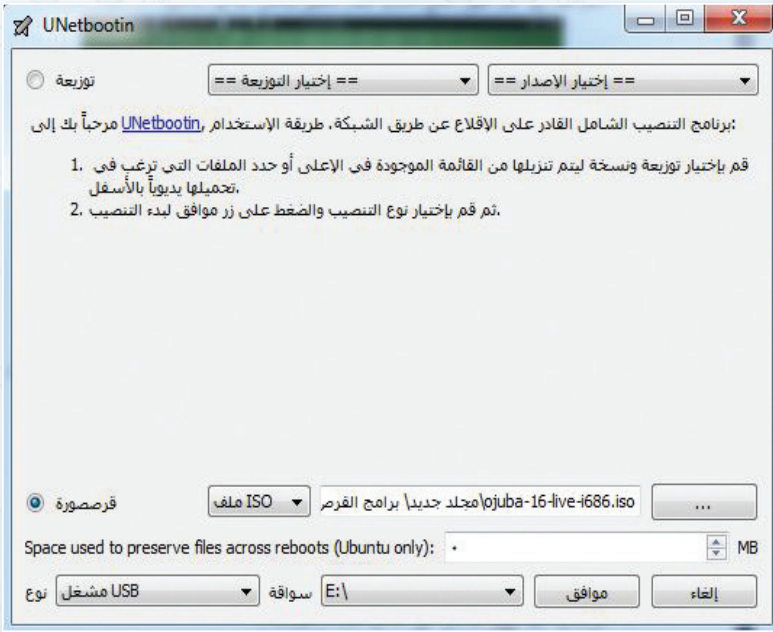 UNetbootin
توزيعة
== إختيار التوزيعة ==
== إختيار الإصدار ==
مرحباً بك إلى UNetbootin, برنامج التنصيب الشامل القادر على الإقلاع عن طريق الشبكة. طريقة الإستخدام:
1. قم بإختيار توزيعة ونسخة ليتم تنزيلها من القائمة الموجودة في الإعلى أو حدد الملفات التي ترغب في
تحميلها يديوياً بالأسفل.
2. ثم قم بإختيار نوع التنصيب والضغط على زر موافق لبدء التنصيب.
قرصصورة
ملف ISO
مجلد جديد\ برامج القرص\ojuba-16-live-i686.iso
...
Space used to preserve files across reboots (Ubuntu only): ٠ MB
نوع
مشغل USB
سواقة
E:\
موافق
إلغاء